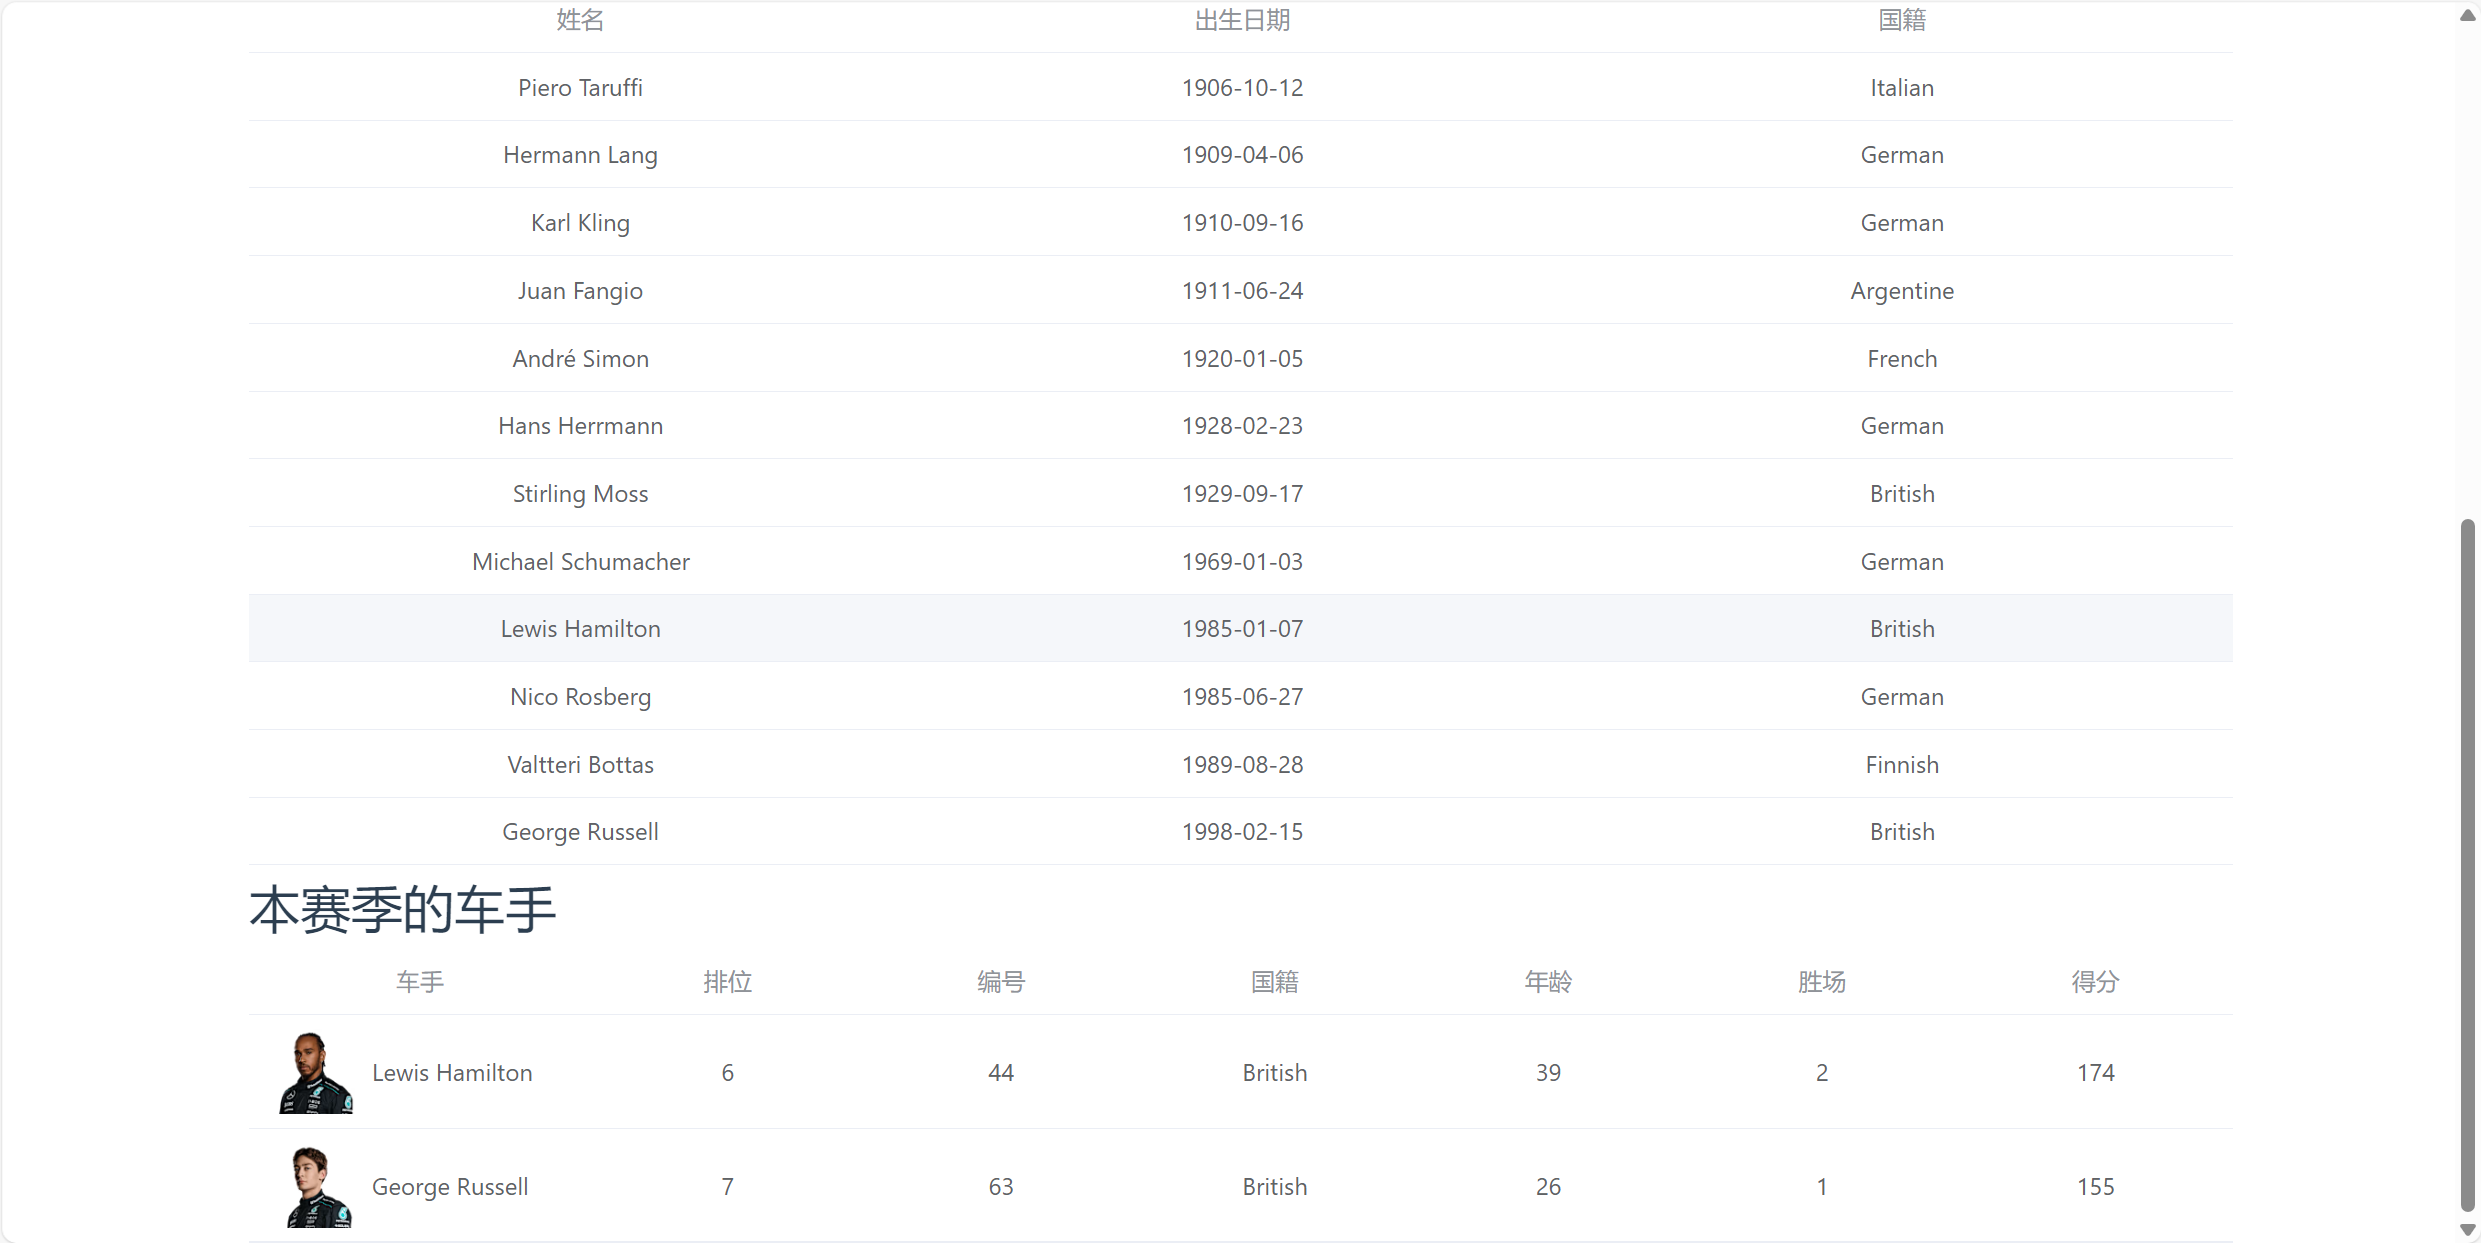 姓名 出生日期 国籍
Piero Taruffi 1906-10-12 Italian
Hermann Lang 1909-04-06 German
Karl Kling 1910-09-16 German
Juan Fangio 1911-06-24 Argentine
André Simon 1920-01-05 French
Hans Herrmann 1928-02-23 German
Stirling Moss 1929-09-17 British
Michael Schumacher 1969-01-03 German
Lewis Hamilton 1985-01-07 British
Nico Rosberg 1985-06-27 German
Valtteri Bottas 1989-08-28 Finnish
George Russell 1998-02-15 British
本赛季的车手
车手 排位 编号 国籍 年龄 胜场 得分
Lewis Hamilton 6 44 British 39 2 174
George Russell 7 63 British 26 1 155